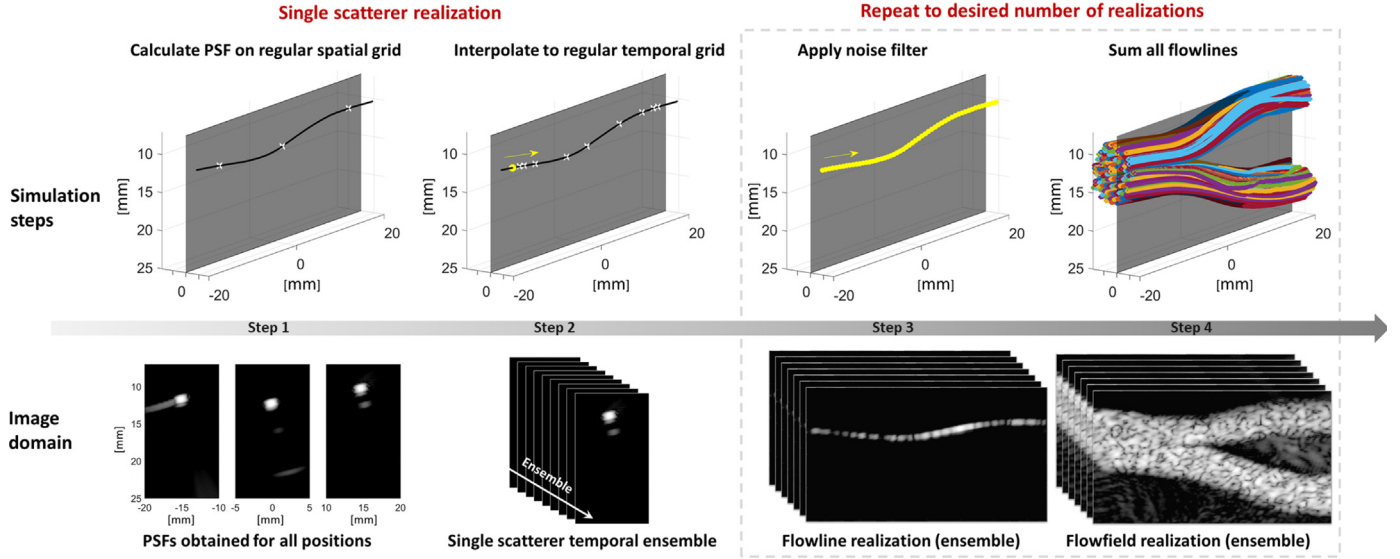 Single scatterer realization
Repeat to desired number of realizations
Calculate PSF on regular spatial grid
Interpolate to regular temporal grid
Apply noise filter
Sum all flowlines
Simulation
steps
[mm]
10
15
20
25
0
-20
0
20
[mm]
[mm]
10
15
20
25
0
-20
0
20
[mm]
[mm]
10
15
20
25
0
-20
0
20
[mm]
[mm]
10
15
20
25
0
-20
0
20
[mm]
Step 1
Step 2
Step 3
Step 4
Image
domain
[mm]
10
15
20
25
-20
-15
-10
[mm]
-5
0
5
[mm]
10
15
20
[mm]
PSFs obtained for all positions
Ensemble
Single scatterer temporal ensemble
Flowline realization (ensemble)
Flowfield realization (ensemble)